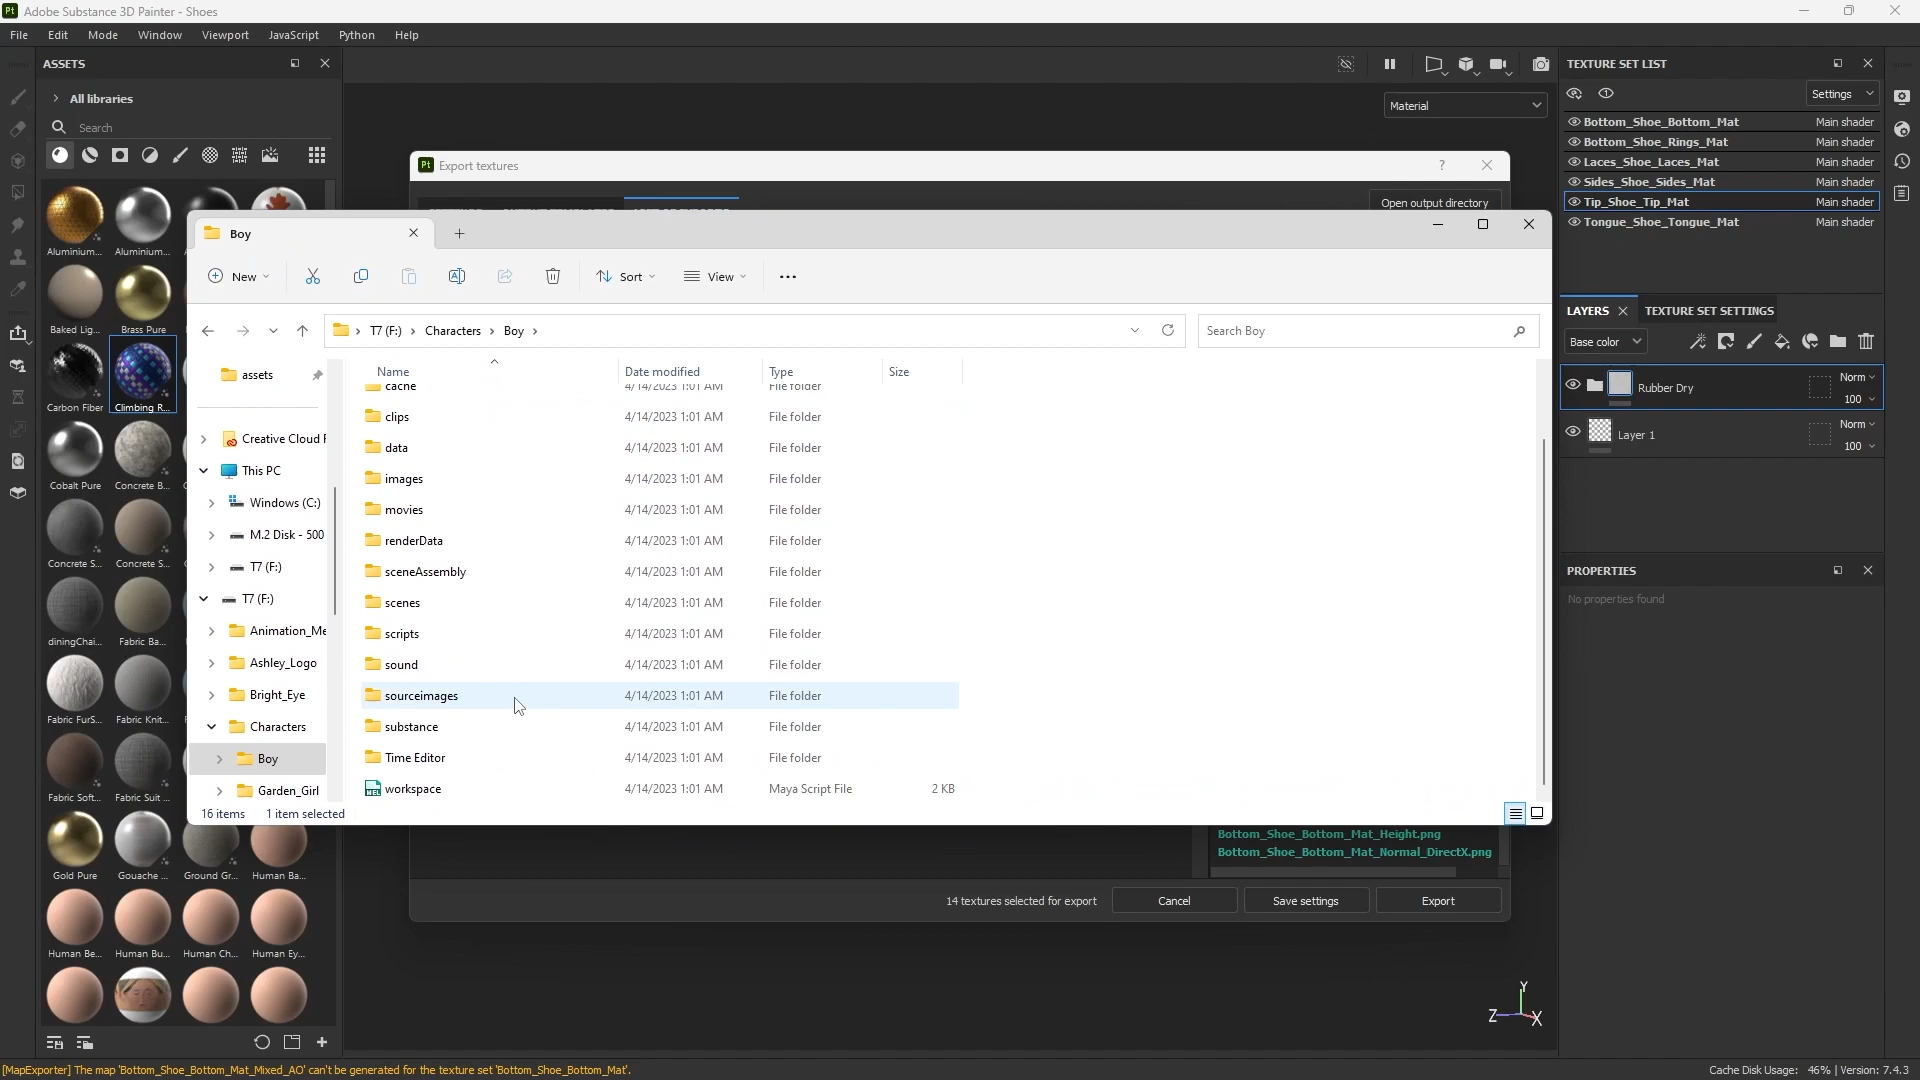 Pt Adobe Substance 3D Painter - Shoes
File Edit Mode Window Viewport JavaScript Python Help
ASSETS
All libraries
Search
Aluminium... Aluminium...
Baked Lig... Brass Pure
Carbon Fiber Climbing R...
Cobalt Pure Concrete B...
Concrete S... Concrete S...
diningChai... Fabric Ba...
Fabric FurS... Fabric Knit...
Fabric Soft... Fabric Suit ...
Gold Pure Gouache ... Ground Gr... Human Ba...
Human Be... Human Bu... Human Ch... Human Ey...
Material
Pt Export textures ?
Open output directory
Boy
New Sort View
T7 (F:) Characters Boy
Search Boy
Name Date modified Type Size
cache 4/14/2023 1:01 AM File folder
clips 4/14/2023 1:01 AM File folder
data 4/14/2023 1:01 AM File folder
images 4/14/2023 1:01 AM File folder
movies 4/14/2023 1:01 AM File folder
renderData 4/14/2023 1:01 AM File folder
sceneAssembly 4/14/2023 1:01 AM File folder
scenes 4/14/2023 1:01 AM File folder
scripts 4/14/2023 1:01 AM File folder
sound 4/14/2023 1:01 AM File folder
sourceimages 4/14/2023 1:01 AM File folder
substance 4/14/2023 1:01 AM File folder
Time Editor 4/14/2023 1:01 AM File folder
workspace 4/14/2023 1:01 AM Maya Script File 2 KB
assets
Creative Cloud F
This PC
Windows (C:)
M.2 Disk - 500
T7 (F:)
T7 (F:)
Animation_Me
Ashley_Logo
Bright_Eye
Characters
Boy
Garden_Girl
16 items 1 item selected
Bottom_Shoe_Bottom_Mat_Height.png
Bottom_Shoe_Bottom_Mat_Normal_DirectX.png
14 textures selected for export Cancel Save settings Export
TEXTURE SET LIST
Settings
Bottom_Shoe_Bottom_Mat Main shader
Bottom_Shoe_Rings_Mat Main shader
Laces_Shoe_Laces_Mat Main shader
Sides_Shoe_Sides_Mat Main shader
Tip_Shoe_Tip_Mat Main shader
Tongue_Shoe_Tongue_Mat Main shader
LAYERS TEXTURE SET SETTINGS
Base color
Rubber Dry Norm 100
Layer 1 Norm 100
PROPERTIES
No properties found
Y
Z X
[MapExporter] The map 'Bottom_Shoe_Bottom_Mat_Mixed_AO' can't be generated for the texture set 'Bottom_Shoe_Bottom_Mat'.
Cache Disk Usage: 46% | Version: 7.4.3